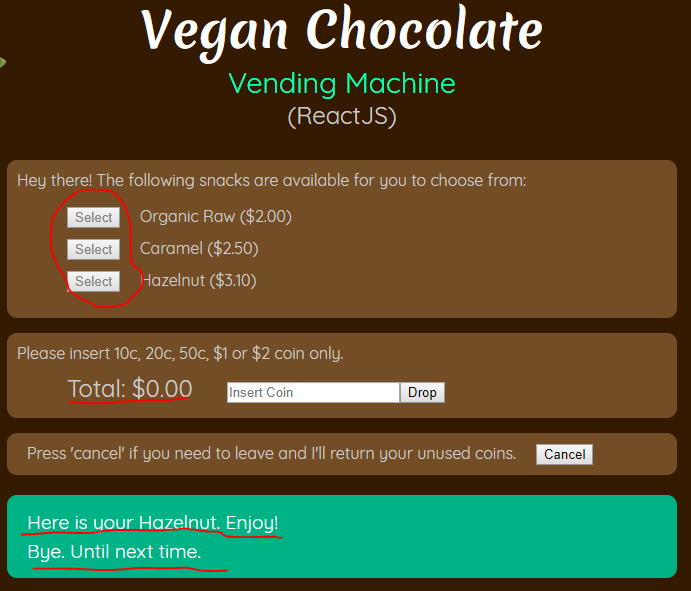 Vegan Chocolate
Vending Machine
(ReactJS)
Hey there! The following snacks are available for you to choose from:
Select Organic Raw ($2.00)
Select Caramel ($2.50)
Select Hazelnut ($3.10)
Please insert 10c, 20c, 50c, $1 or $2 coin only.
Total: $0.00 Insert Coin Drop
Press 'cancel' if you need to leave and I'll return your unused coins. Cancel
Here is your Hazelnut. Enjoy!
Bye. Until next time.